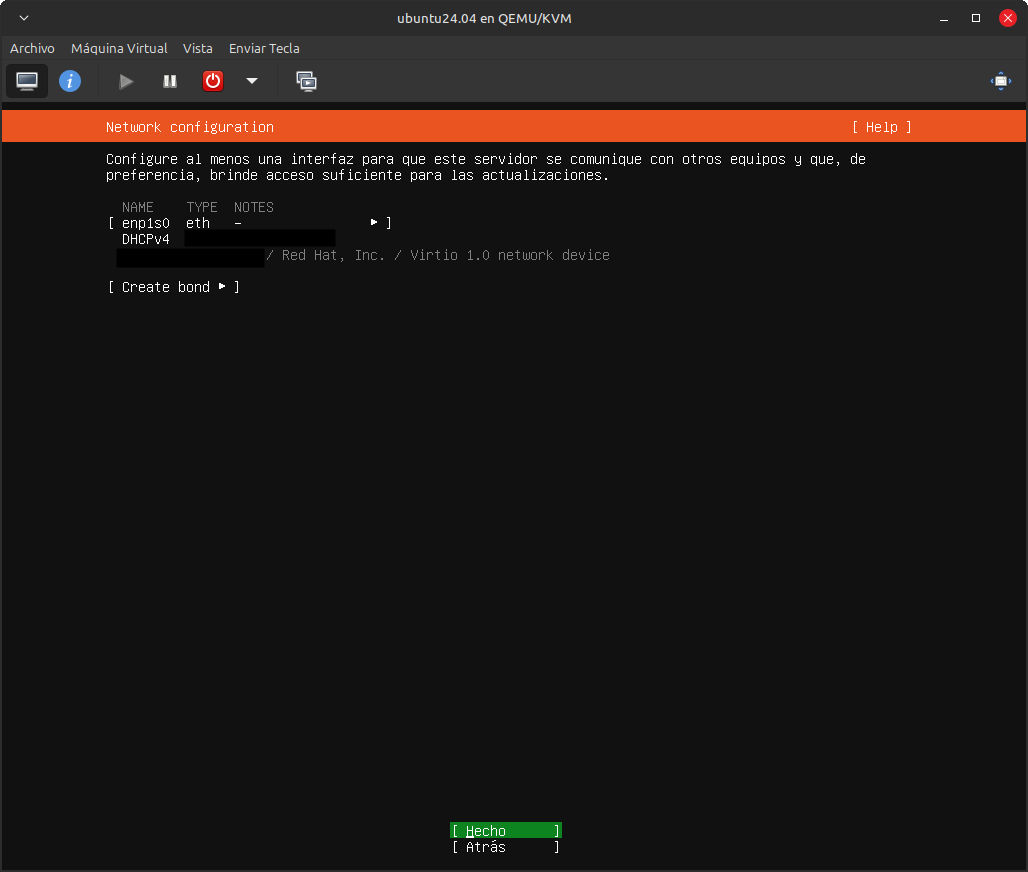 ubuntu24.04 en QEMU/KVM
Archivo Máquina Virtual Vista Enviar Tecla
Network configuration [ Help ]
Configure al menos una interfaz para que este servidor se comunique con otros equipos y que, de
preferencia, brinde acceso suficiente para las actualizaciones.
NAME TYPE NOTES
[ enp1s0 eth - ▸ ]
DHCPv4
/ Red Hat, Inc. / Virtio 1.0 network device
[ Create bond ▸ ]
[ Hecho ]
[ Atrás ]